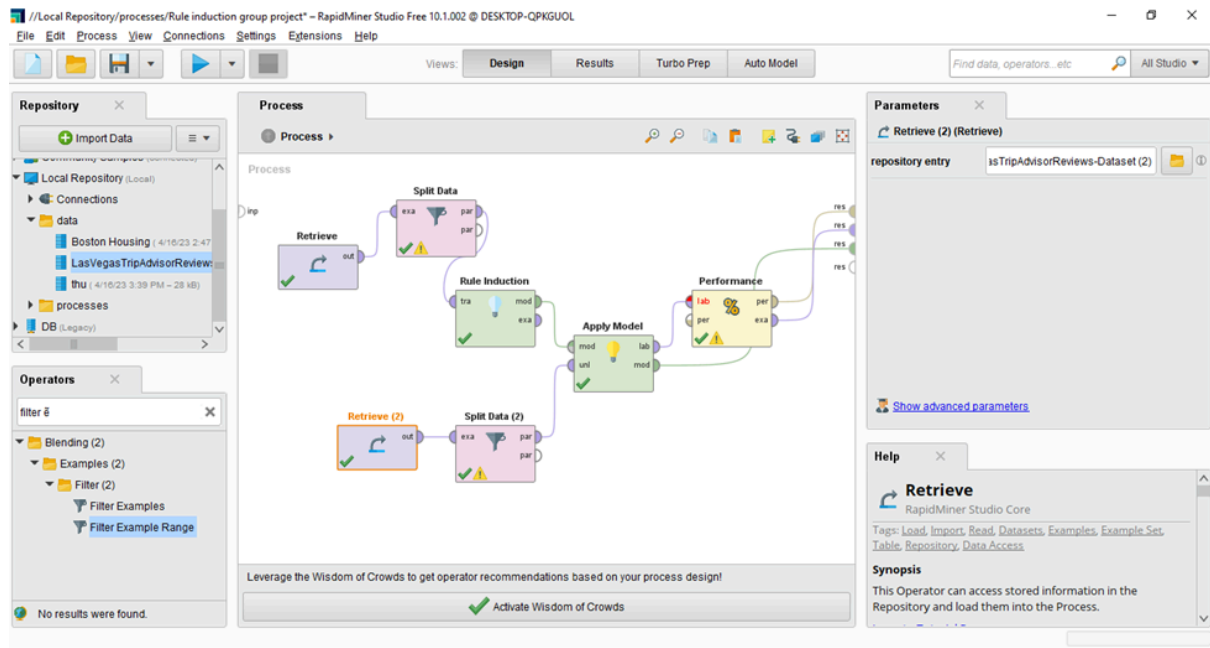 //Local Repository/processes/Rule induction group project* – RapidMiner Studio Free 10.1.002 @ DESKTOP-QPKGUOL
File Edit Process View Connections Settings Extensions Help
Views: Design Results Turbo Prep Auto Model
Find data, operators...etc
All Studio
Repository
Import Data
Community Samples (connected)
Local Repository (Local)
Connections
data
Boston Housing ( 4/16/23 2:47
LasVegasTripAdvisorReview
thu ( 4/16/23 3:39 PM – 28 kB)
processes
DB (Legacy)
Operators
filter ẽ
Blending (2)
Examples (2)
Filter (2)
Filter Examples
Filter Example Range
No results were found.
Process
Process
Process
inp
Split Data
exa par
par
Retrieve
out
Rule Induction
tra mod
exa
Apply Model
mod lab
unl mod
Performance
lab per
per exa
res
res
res
res
Retrieve (2)
out
Split Data (2)
exa par
par
Leverage the Wisdom of Crowds to get operator recommendations based on your process design!
Activate Wisdom of Crowds
Parameters
Retrieve (2) (Retrieve)
repository entry
asTripAdvisorReviews-Dataset (2)
Show advanced parameters
Help
Retrieve
RapidMiner Studio Core
Tags: Load, Import, Read, Datasets, Examples, Example Set,
Table, Repository, Data Access
Synopsis
This Operator can access stored information in the
Repository and load them into the Process.